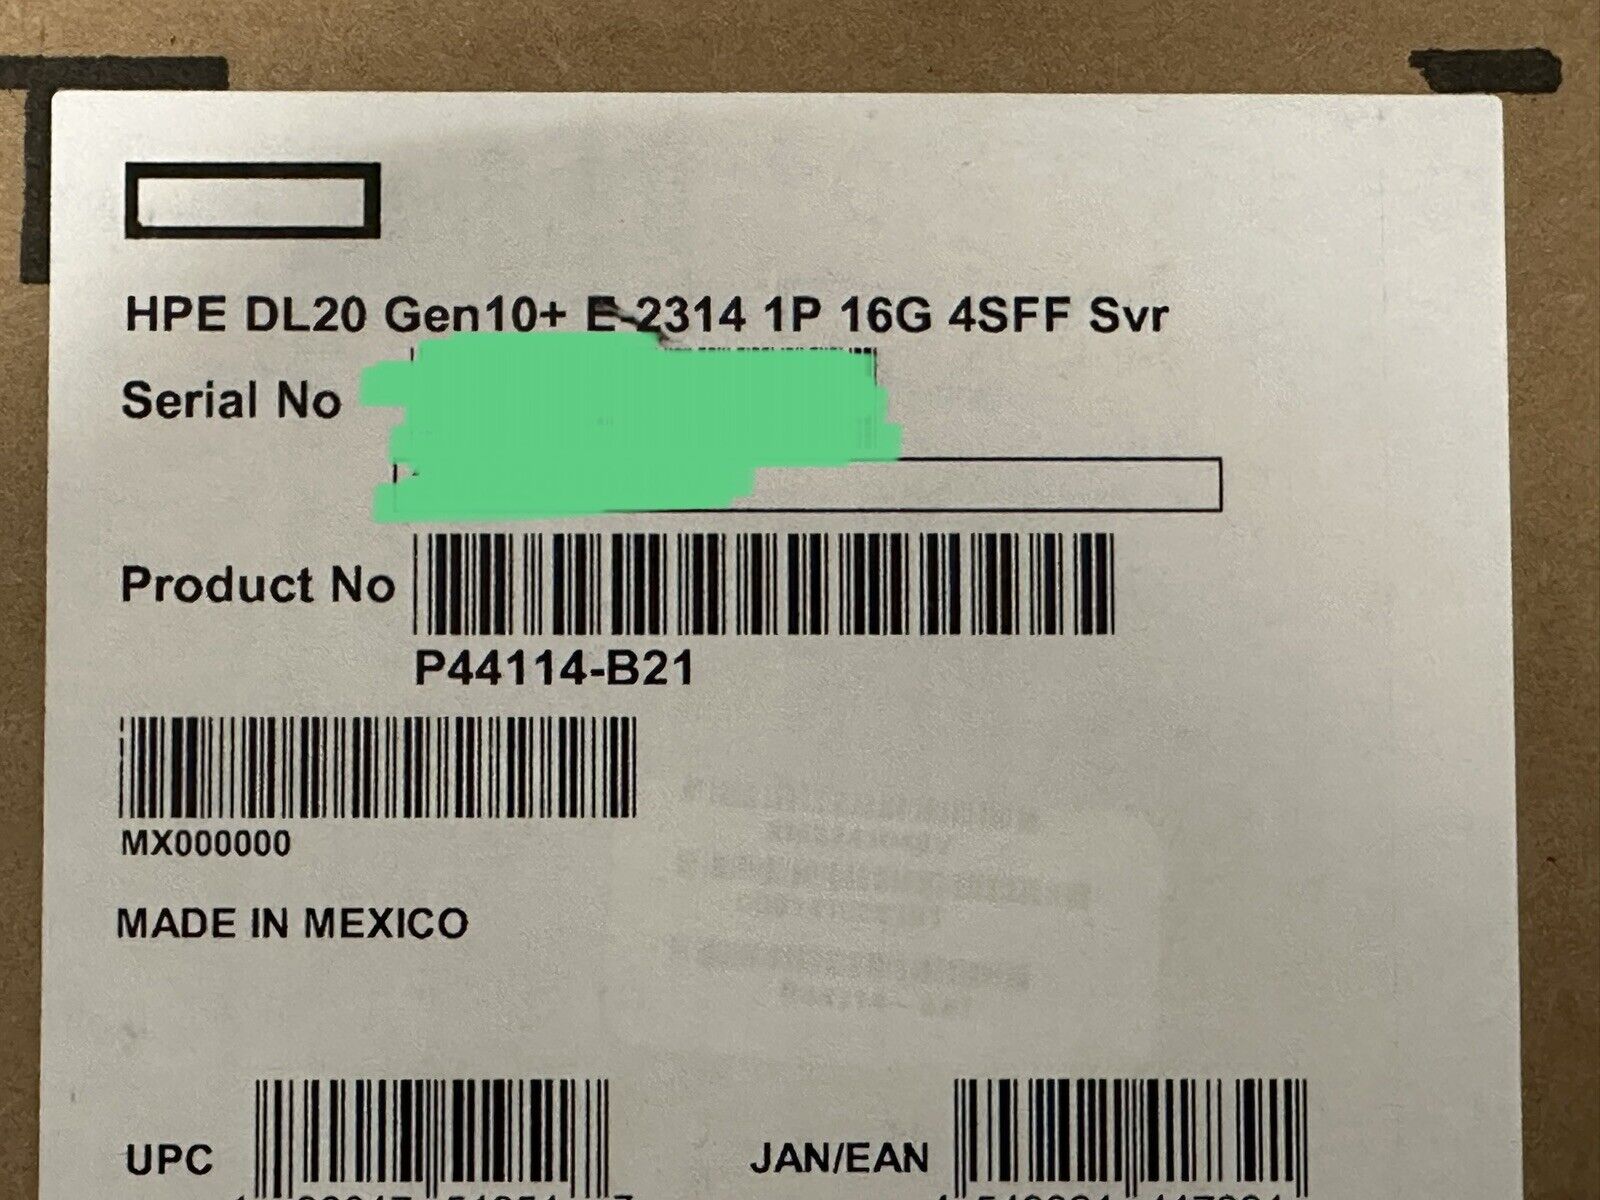 HPE DL20 Gen10+ E-2314 1P 16G 4SFF Svr
Serial No
Product No
P44114-B21
MX000000
MADE IN MEXICO
UPC
JAN/EAN